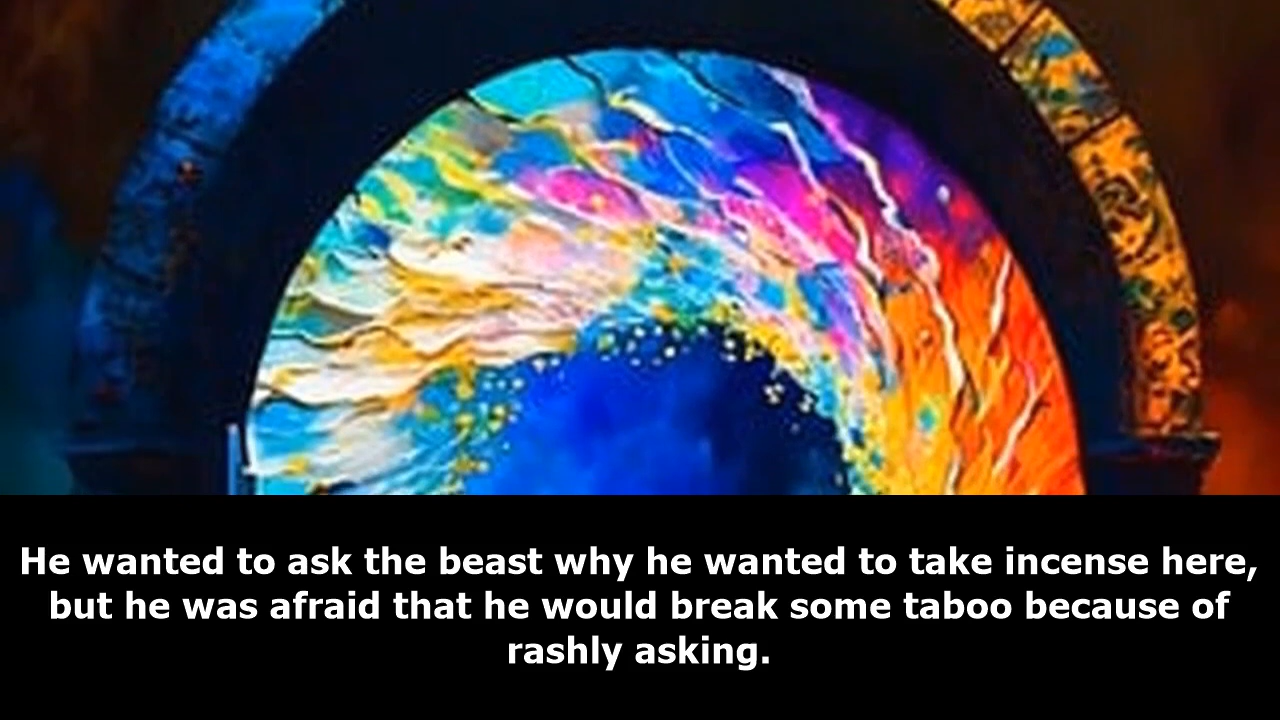 He wanted to ask the beast why he wanted to take incense here,
but he was afraid that he would break some taboo because of
rashly asking.